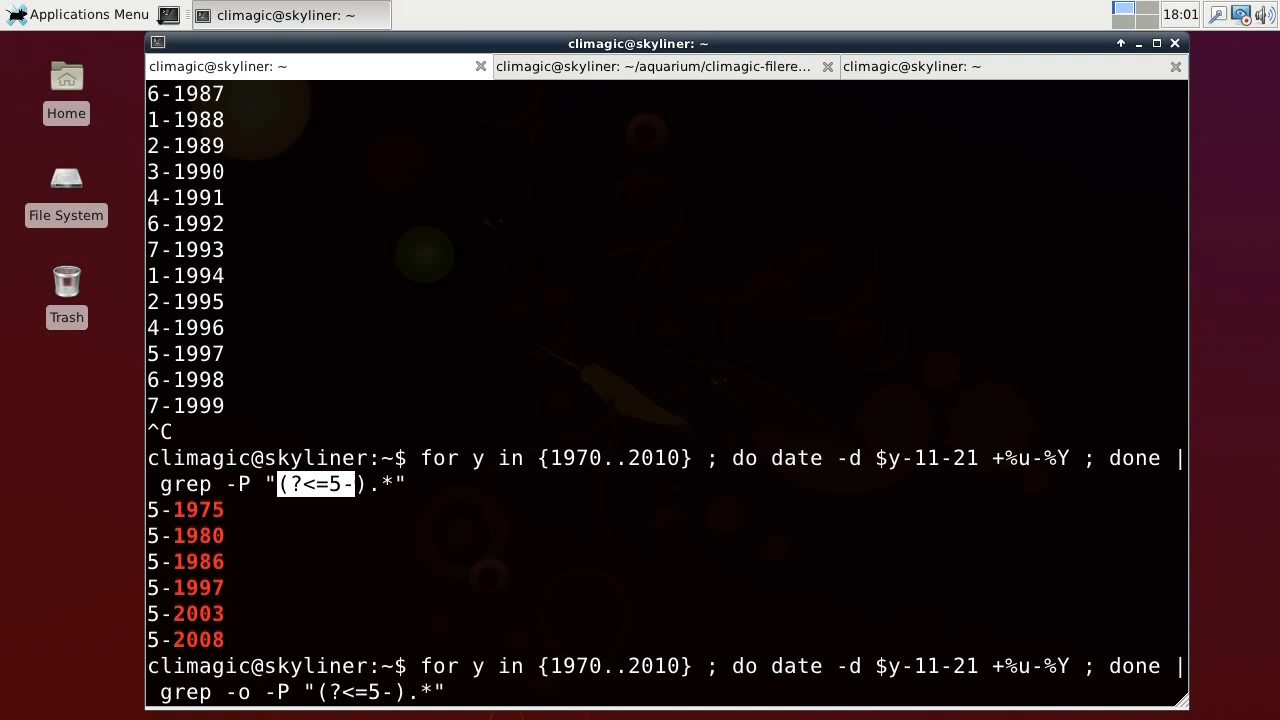 Applications Menu
climagic@skyliner: ~
18:01
climagic@skyliner: ~
climagic@skyliner: ~
climagic@skyliner: ~/aquarium/climagic-filere...
climagic@skyliner: ~
Home
File System
Trash
6-1987
1-1988
2-1989
3-1990
4-1991
6-1992
7-1993
1-1994
2-1995
4-1996
5-1997
6-1998
7-1999
^C
climagic@skyliner:~$ for y in {1970..2010} ; do date -d $y-11-21 +%u-%Y ; done |
 grep -P "(?<=5-).*"
5-1975
5-1980
5-1986
5-1997
5-2003
5-2008
climagic@skyliner:~$ for y in {1970..2010} ; do date -d $y-11-21 +%u-%Y ; done |
 grep -o -P "(?<=5-).*"